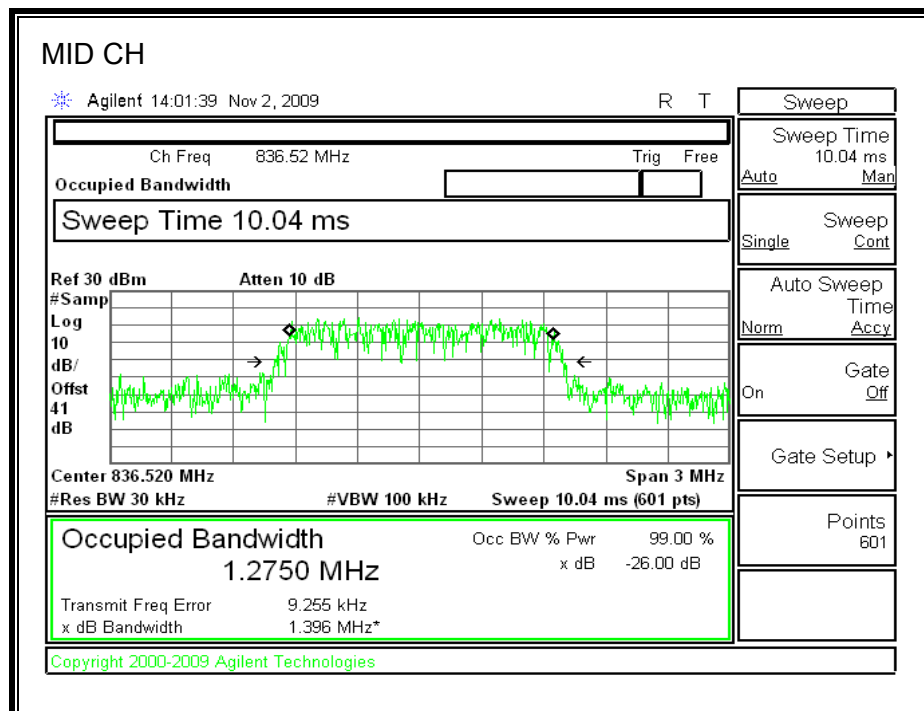 MID CH
Agilent 14:01:39 Nov 2, 2009 R T
Ch Freq 836.52 MHz Trig Free
Occupied Bandwidth
Sweep Time 10.04 ms
Ref 30 dBm Atten 10 dB
#Samp
Log
10
dB/
Offst
41
dB
Center 836.520 MHz Span 3 MHz
#Res BW 30 kHz #VBW 100 kHz Sweep 10.04 ms (601 pts)
Occupied Bandwidth Occ BW % Pwr 99.00 %
1.2750 MHz x dB -26.00 dB
Transmit Freq Error 9.255 kHz
x dB Bandwidth 1.396 MHz*
Copyright 2000-2009 Agilent Technologies
Sweep
Sweep Time
10.04 ms
Auto Man
Sweep
Single Cont
Auto Sweep
Time
Norm Accy
Gate
On Off
Gate Setup
Points
601